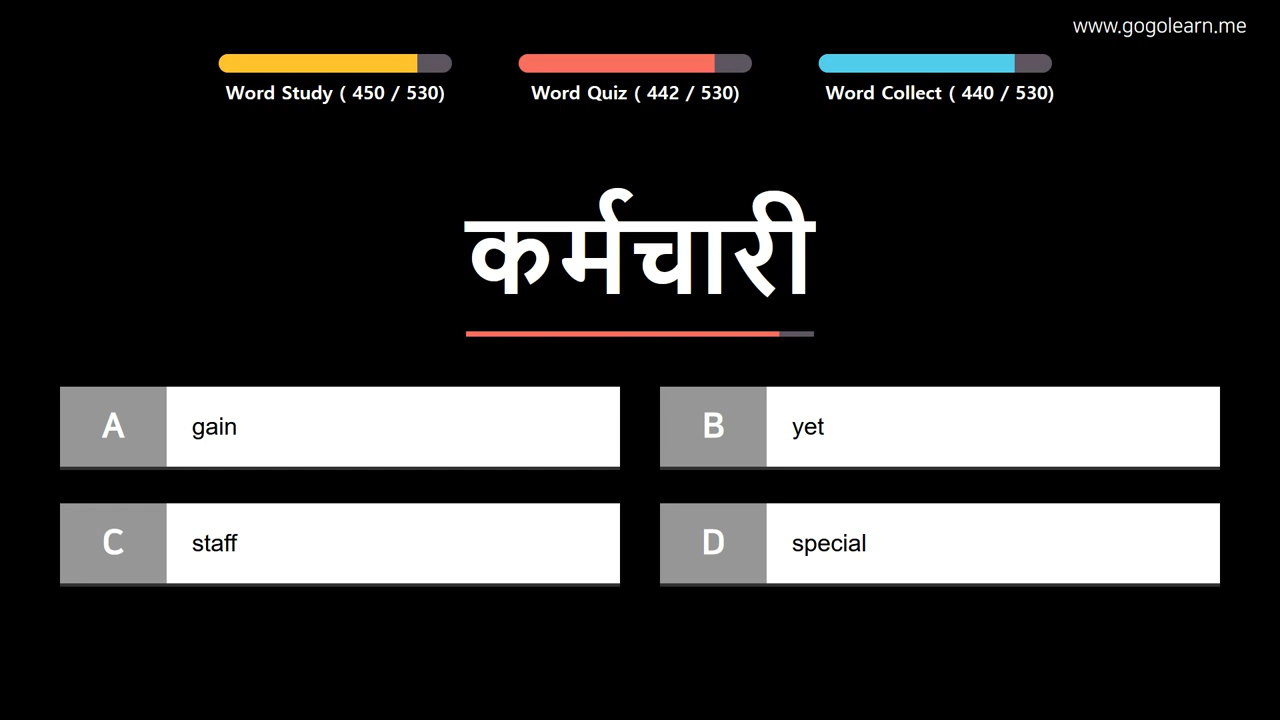 www.gogolearn.me
Word Study ( 450 / 530) Word Quiz ( 442 / 530) Word Collect ( 440 / 530)
कर्मचारी
A gain B yet
C staff D special